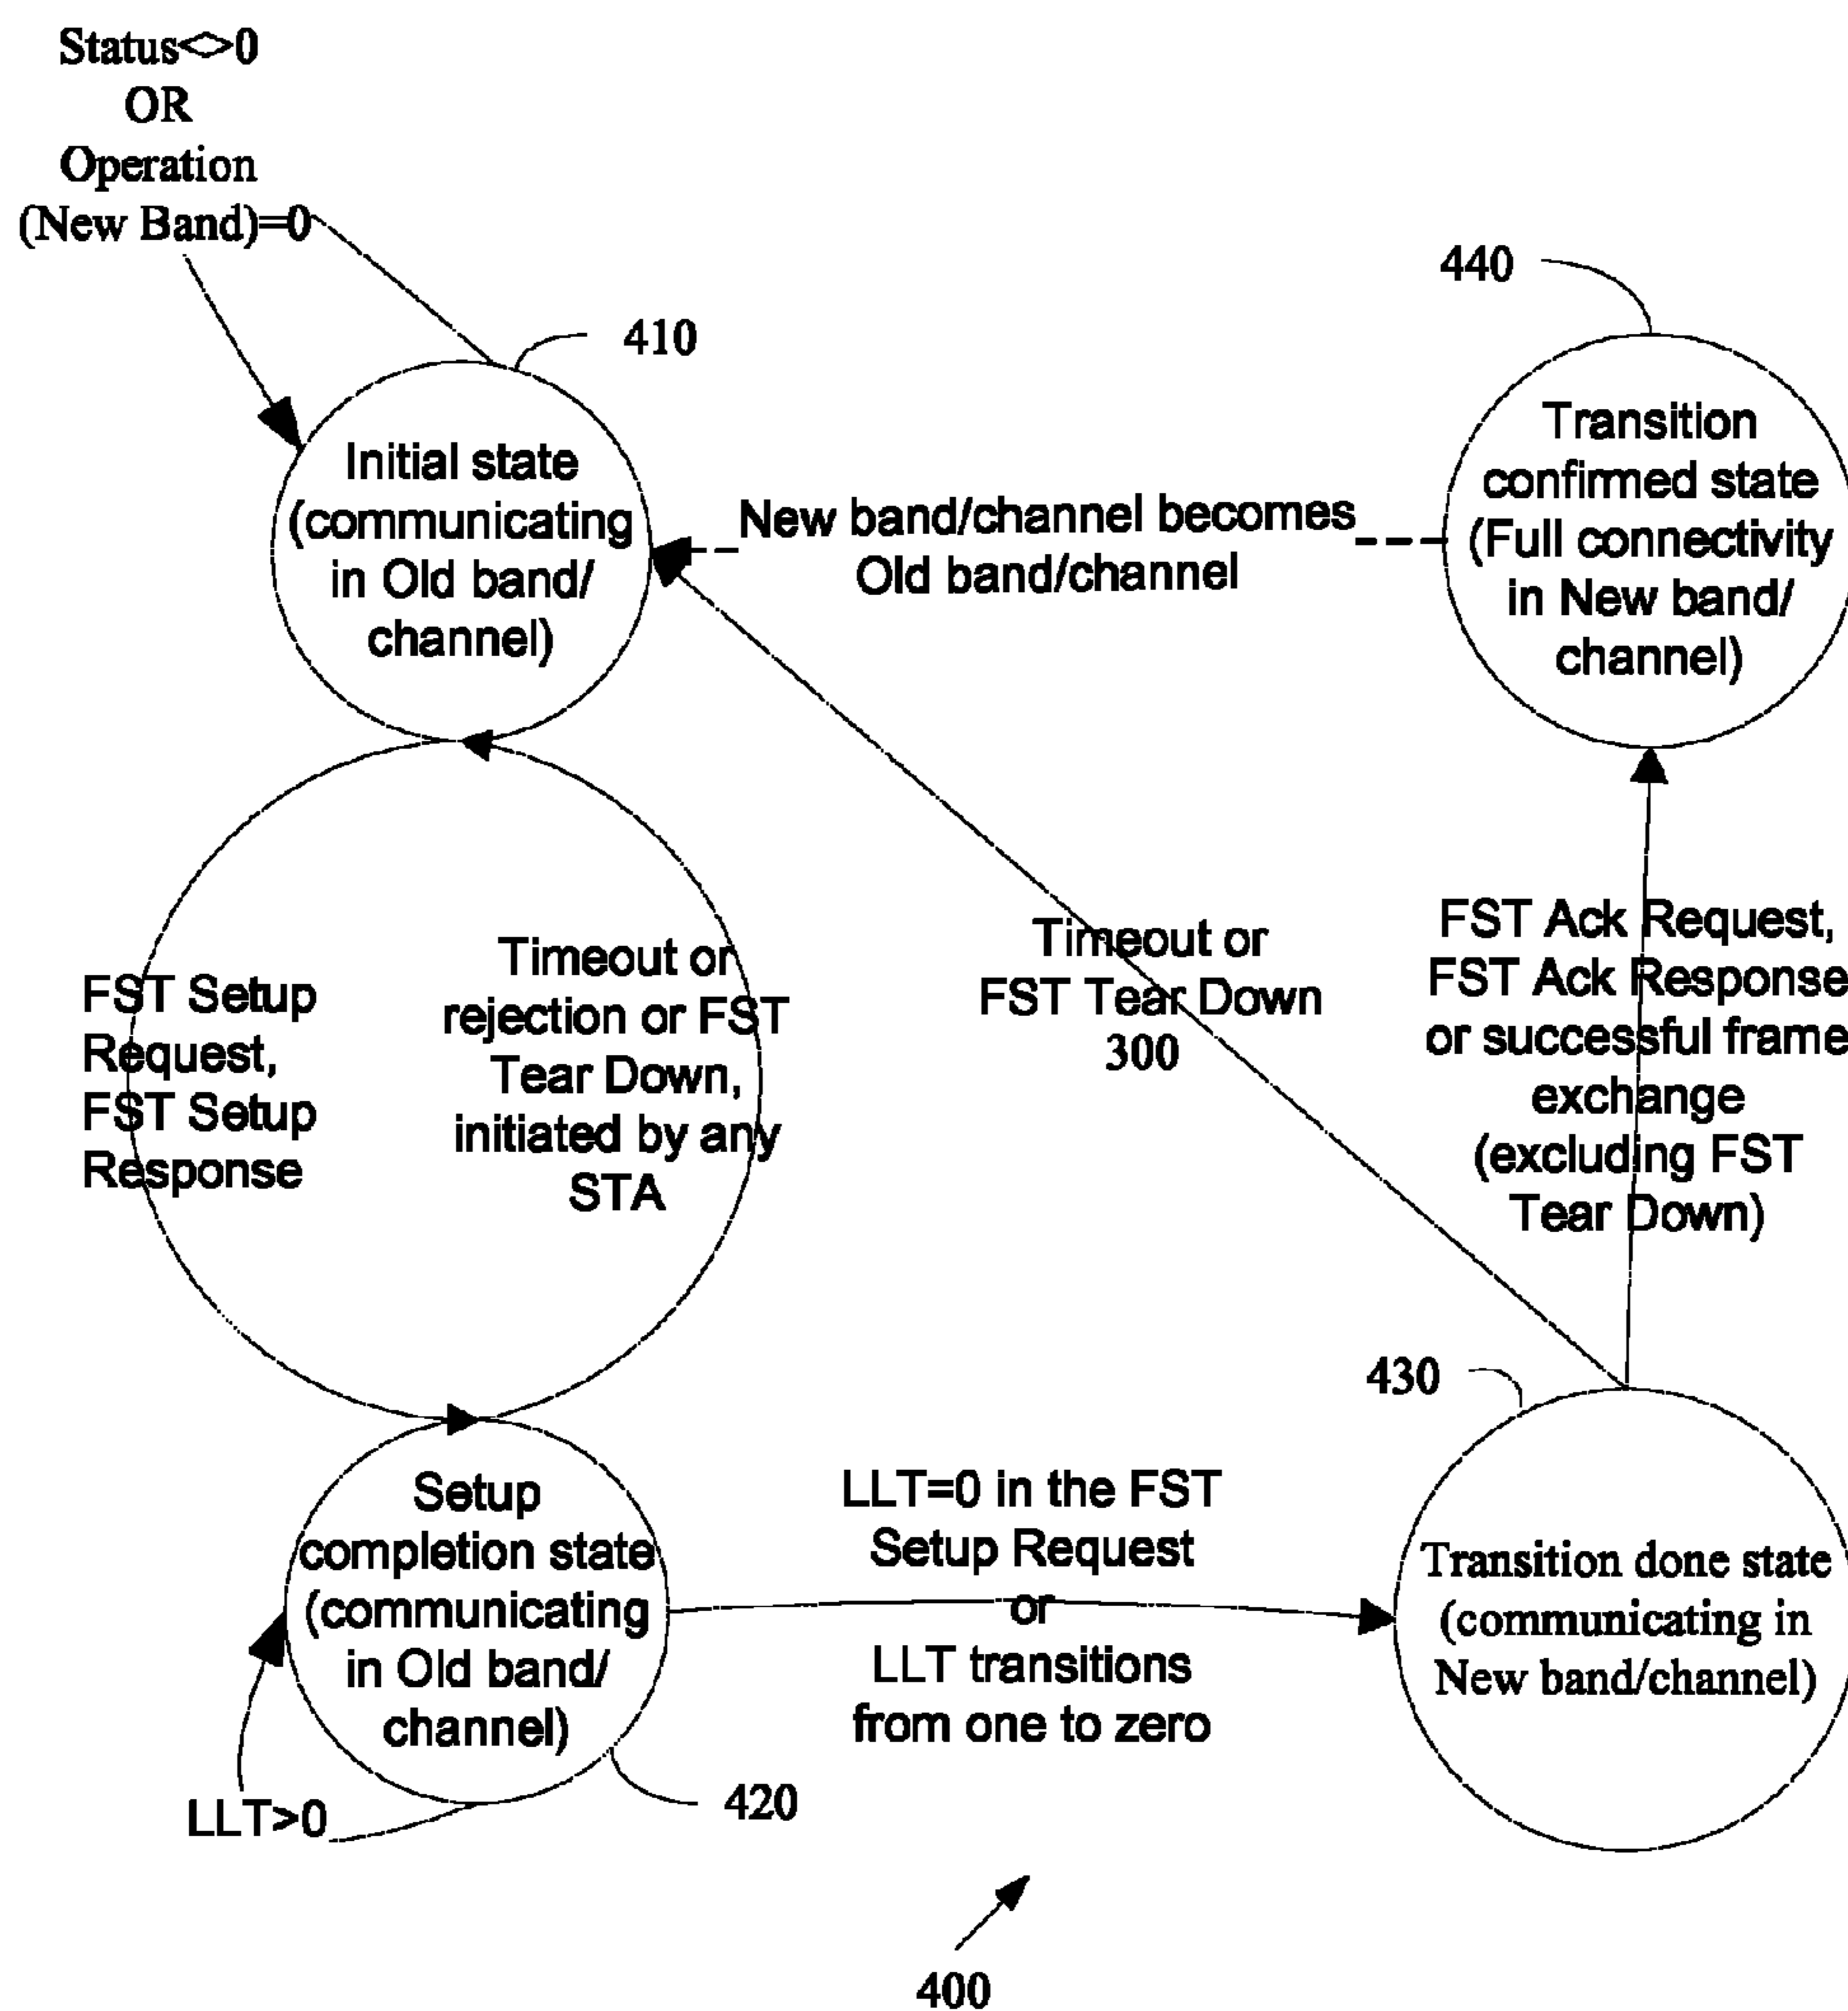 Status<>0
OR
Operation
(New Band)=0
410
440
Initial state
(communicating
in Old band/
channel)
New band/channel becomes
Old band/channel
Transition
confirmed state
(Full connectivity
in New band/
channel)
FST Setup
Request,
FST Setup
Response
Timeout or
rejection or FST
Tear Down,
initiated by any
STA
Timeout or
FST Tear Down
300
FST Ack Request,
FST Ack Response
or successful frame
exchange
(excluding FST
Tear Down)
430
Setup
completion state
(communicating
in Old band/
channel)
LLT=0 in the FST
Setup Request
or
LLT transitions
from one to zero
Transition done state
(communicating in
New band/channel)
LLT>0
420
400